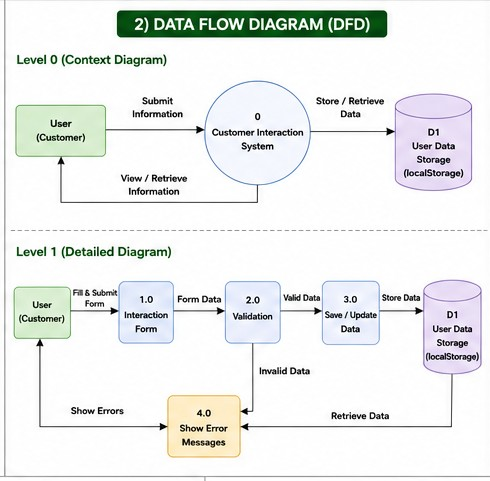 2) DATA FLOW DIAGRAM (DFD)
Level 0 (Context Diagram)
User
(Customer)
Submit
Information
0
Customer Interaction
System
Store / Retrieve
Data
D1
User Data
Storage
(localStorage)
View / Retrieve
Information
Level 1 (Detailed Diagram)
User
(Customer)
Fill & Submit
Form
1.0
Interaction
Form
Form Data
2.0
Validation
Valid Data
3.0
Save / Update
Data
Store Data
D1
User Data
Storage
(localStorage)
Invalid Data
Show Errors
4.0
Show Error
Messages
Retrieve Data